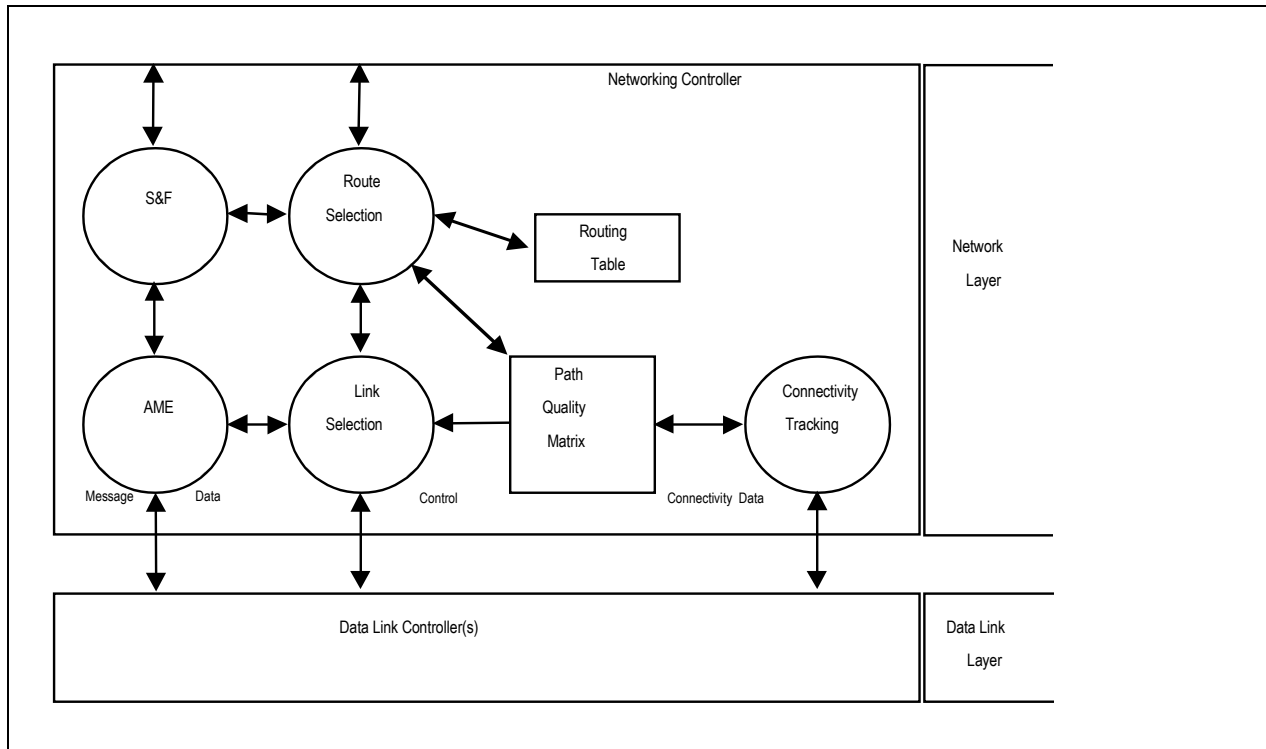 Networking Controller
S&F
Route
Selection
Routing
Table
Network
Layer
AME
Link
Selection
Path
Quality
Matrix
Connectivity
Tracking
Message Data
Control
Connectivity Data
Data Link Controller(s)
Data Link
Layer